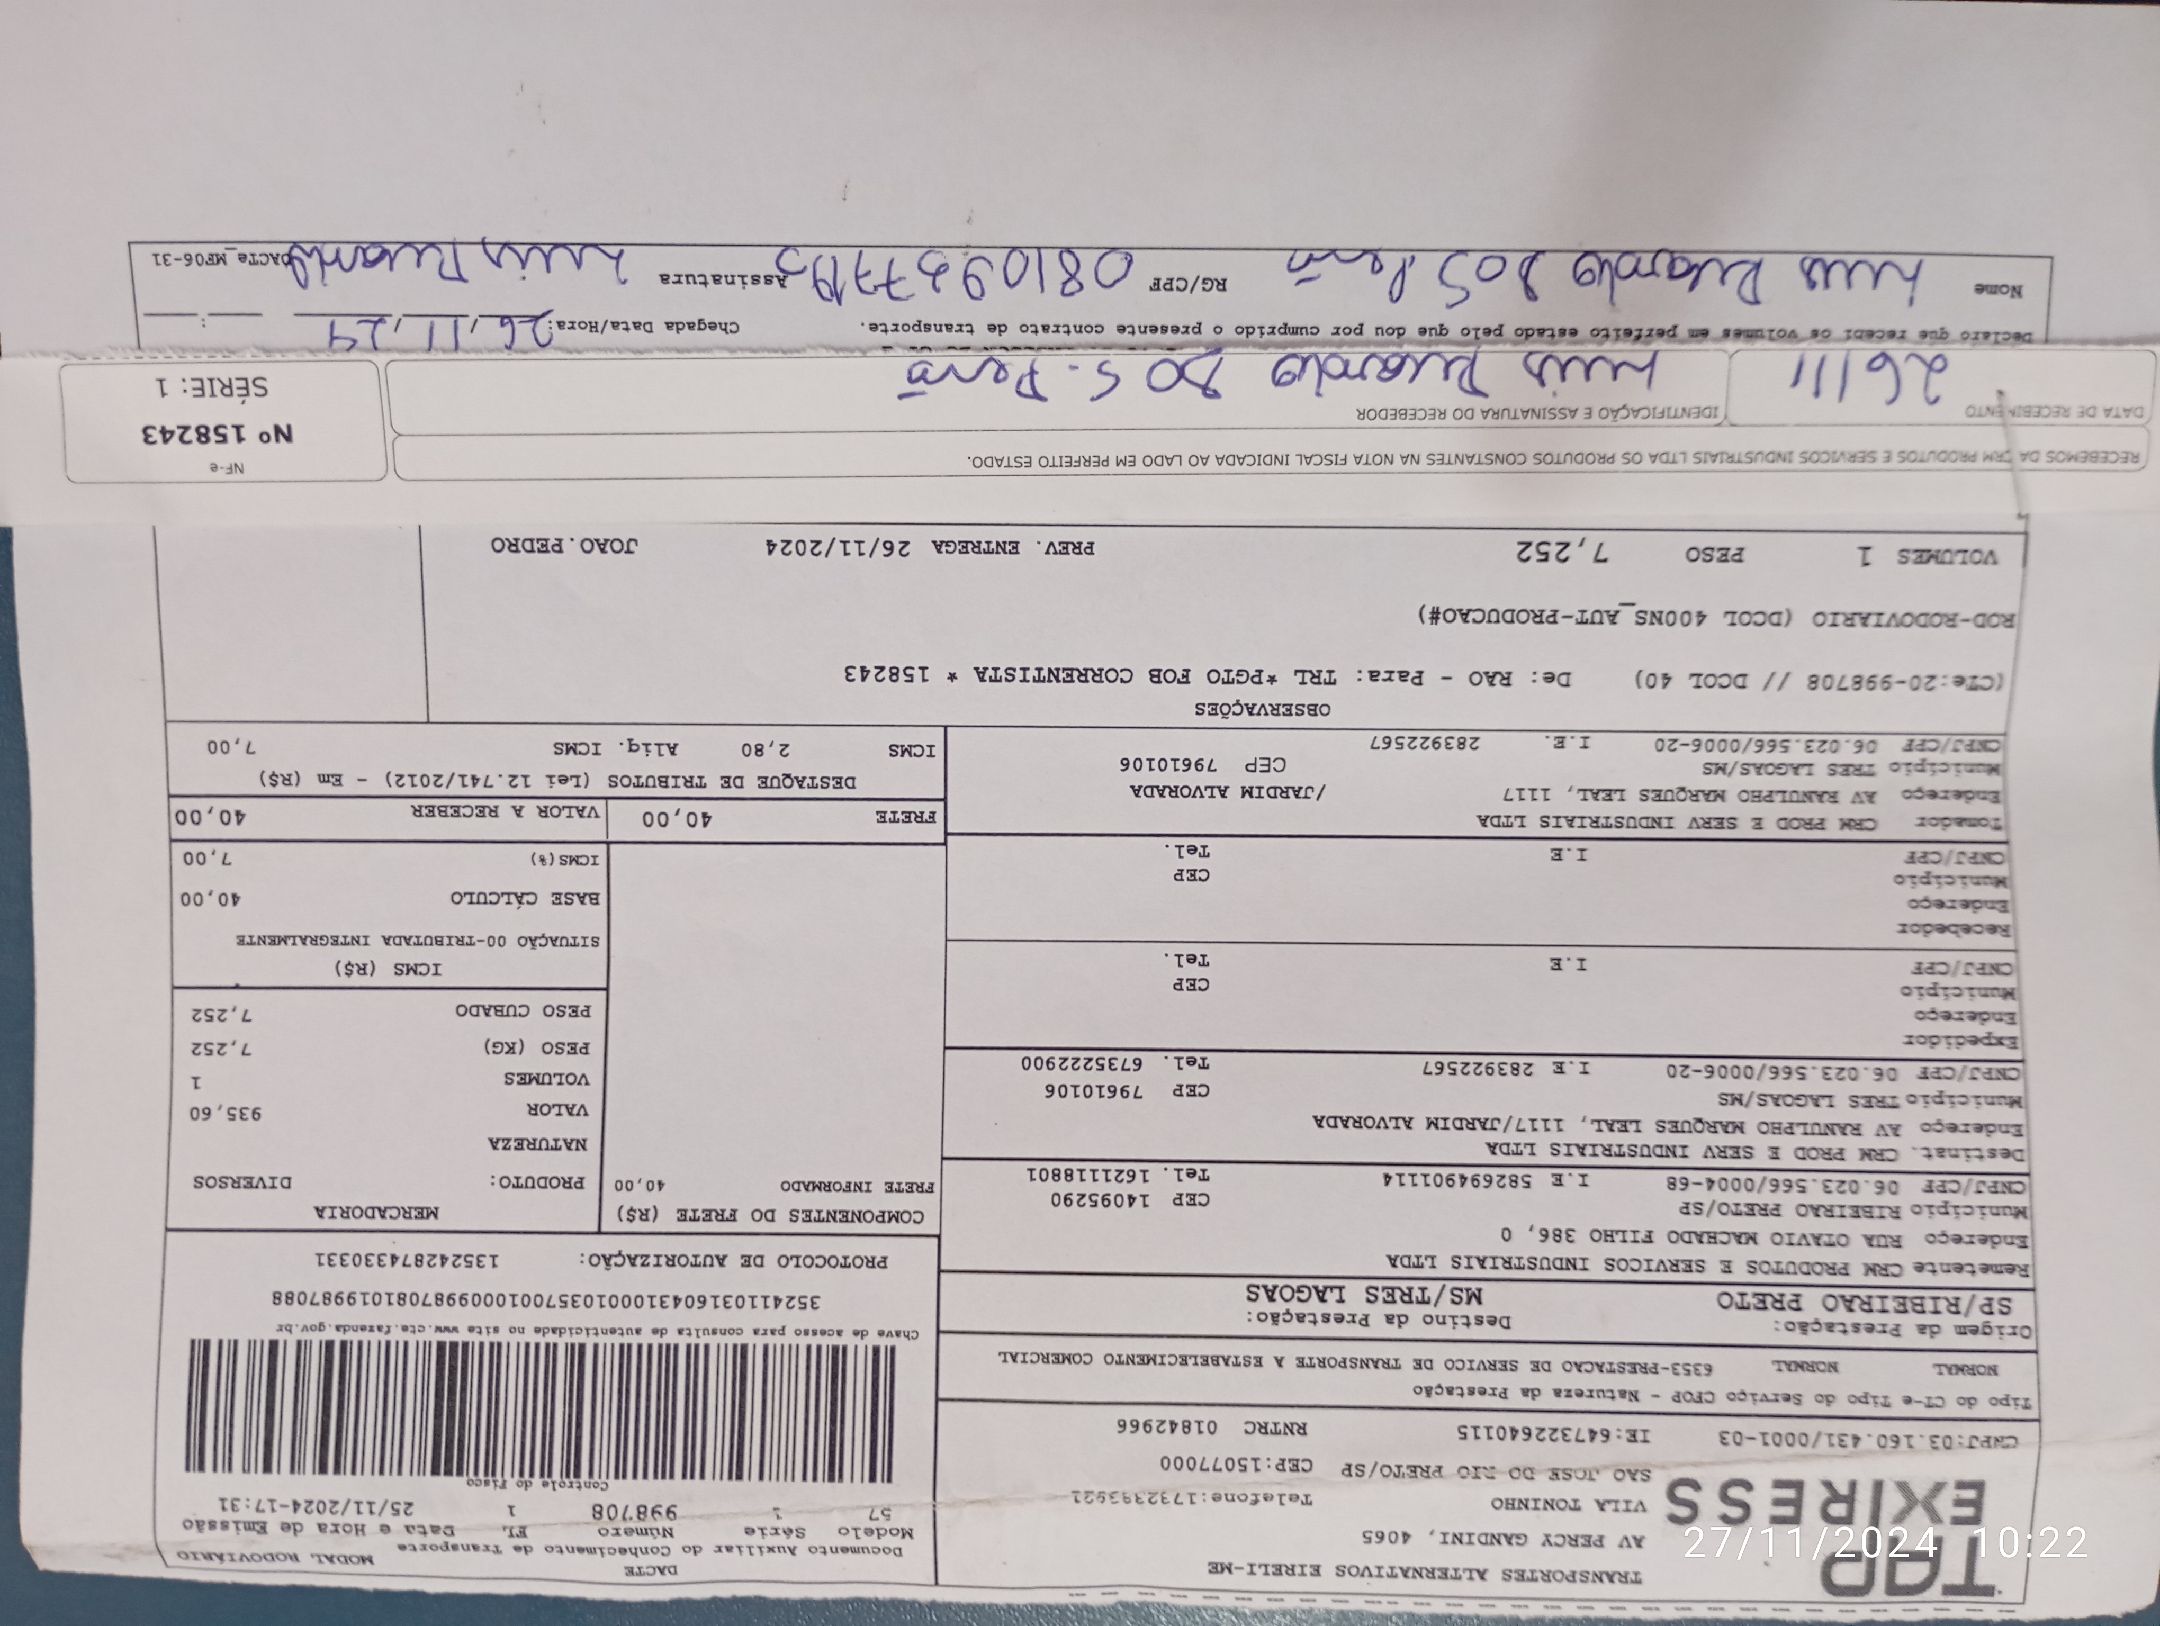 27/11/2024 10:22
TRANSPORTES ALTERNATIVOS EIRELI-ME
AV PERCY GANDINI, 4065
VILA TONINHO Telefone:1732393921
SAO JOSE DO RIO PRETO/SP CEP:15077000
CNPJ:03.160.431/0001-03 IE:647322640115 RNTRC 01842966
DACTE
Documento Auxiliar do Conhecimento de Transporte MODAL RODOVIÁRIO
Modelo Série Número FL Data e Hora de Emissão
57 1 998708 1 25/11/2024-17:31
Controle do Fisco
Chave de acesso para consulta de autenticidade no site www.cte.fazenda.gov.br
35241103160431000103570010009987081019987088
PROTOCOLO DE AUTORIZAÇÃO: 135242874330331
Tipo do CT-e Tipo do Serviço CFOP - Natureza da Prestação
NORMAL NORMAL 6353-PRESTACAO DE SERVICO DE TRANSPORTE A ESTABELECIMENTO COMERCIAL
Origem da Prestação: Destino da Prestação:
SP/RIBEIRAO PRETO MS/TRES LAGOAS
Remetente CRM PRODUTOS E SERVICOS INDUSTRIAIS LTDA
Endereço RUA OTAVIO MACHADO FILHO 386, 0
Município RIBEIRAO PRETO/SP CEP 14095290
CNPJ/CPF 06.023.566/0004-68 I.E 582694901114 Tel. 1621118801
Destinat. CRM PROD E SERV INDUSTRIAIS LTDA
Endereço AV RANULPHO MARQUES LEAL, 1117/JARDIM ALVORADA
Município TRES LAGOAS/MS CEP 79610106
CNPJ/CPF 06.023.566/0006-20 I.E 283922567 Tel. 6735222900
Expedidor
Endereço
Município CEP
CNPJ/CPF I.E Tel.
Recebedor
Endereço
Município CEP
CNPJ/CPF I.E Tel.
Tomador CRM PROD E SERV INDUSTRIAIS LTDA
Endereço AV RANULPHO MARQUES LEAL, 1117 /JARDIM ALVORADA
Município TRES LAGOAS/MS CEP 79610106
CNPJ/CPF 06.023.566/0006-20 I.E. 283922567
COMPONENTES DO FRETE (R$)
FRETE INFORMADO 40,00
MERCADORIA
PRODUTO: DIVERSOS
NATUREZA
VALOR 935,60
VOLUMES 1
PESO (KG) 7,252
PESO CUBADO 7,252
ICMS (R$)
SITUAÇÃO 00-TRIBUTADA INTEGRALMENTE
BASE CÁLCULO 40,00
ICMS(%) 7,00
FRETE 40,00 VALOR A RECEBER 40,00
DESTAQUE DE TRIBUTOS (Lei 12.741/2012) - Em (R$)
ICMS 2,80 Aliq. ICMS 7,00
OBSERVAÇÕES
(CTe:20-998708 // DCOL 40) De: RAO - Para: TRL *PGTO FOB CORRENTISTA * 158243
ROD-RODOVIARIO (DCOL 400NS_AUT-PRODUCAO#)
VOLUMES 1 PESO 7,252 PREV. ENTREGA 26/11/2024 JOAO.PEDRO
RECEBEMOS DA CRM PRODUTOS E SERVICOS INDUSTRIAIS LTDA OS PRODUTOS CONSTANTES NA NOTA FISCAL INDICADA AO LADO EM PERFEITO ESTADO.
NF-e
Nº 158243
SÉRIE: 1
DATA DE RECEBIMENTO IDENTIFICAÇÃO E ASSINATURA DO RECEBEDOR
26/11 Luis Ricardo DO S.
Declaro que recebi os volumes em perfeito estado pelo que dou por cumprido o presente contrato de transporte. Chegada Data/Hora: 26,11,24 :
Nome Luis Ricardo DOS RG/CPF Assinatura Luis Ricardo
DACTe_MF06-31